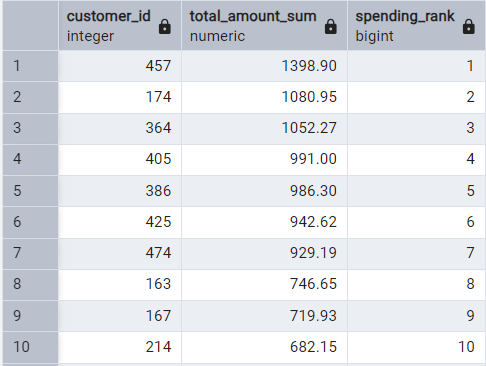 customer_id total_amount_sum spending_rank
integer numeric bigint
1 457 1398.90 1
2 174 1080.95 2
3 364 1052.27 3
4 405 991.00 4
5 386 986.30 5
6 425 942.62 6
7 474 929.19 7
8 163 746.65 8
9 167 719.93 9
10 214 682.15 10